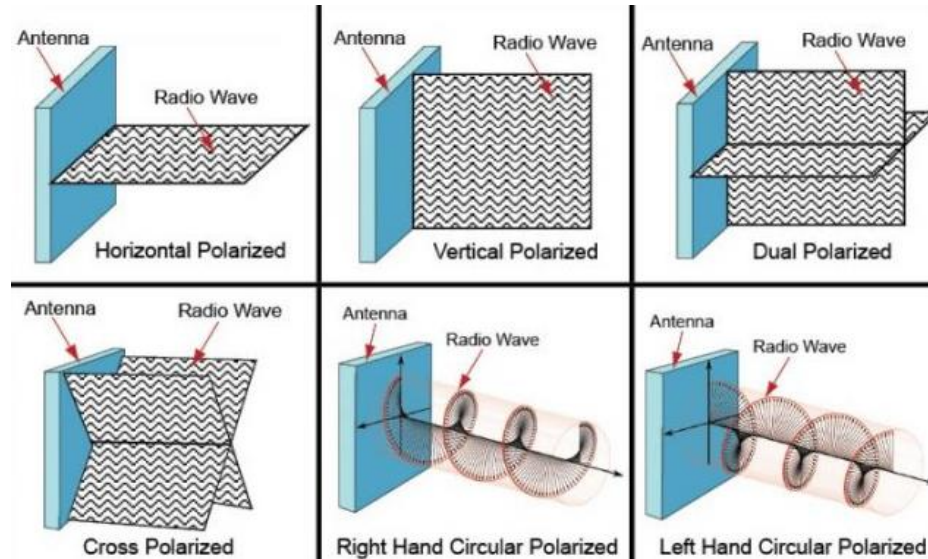 Antenna
Radio Wave
Horizontal Polarized
Antenna
Radio Wave
Vertical Polarized
Antenna
Radio Wave
Dual Polarized
Antenna
Radio Wave
Cross Polarized
Antenna
Radio Wave
Right Hand Circular Polarized
Antenna
Radio Wave
Left Hand Circular Polarized